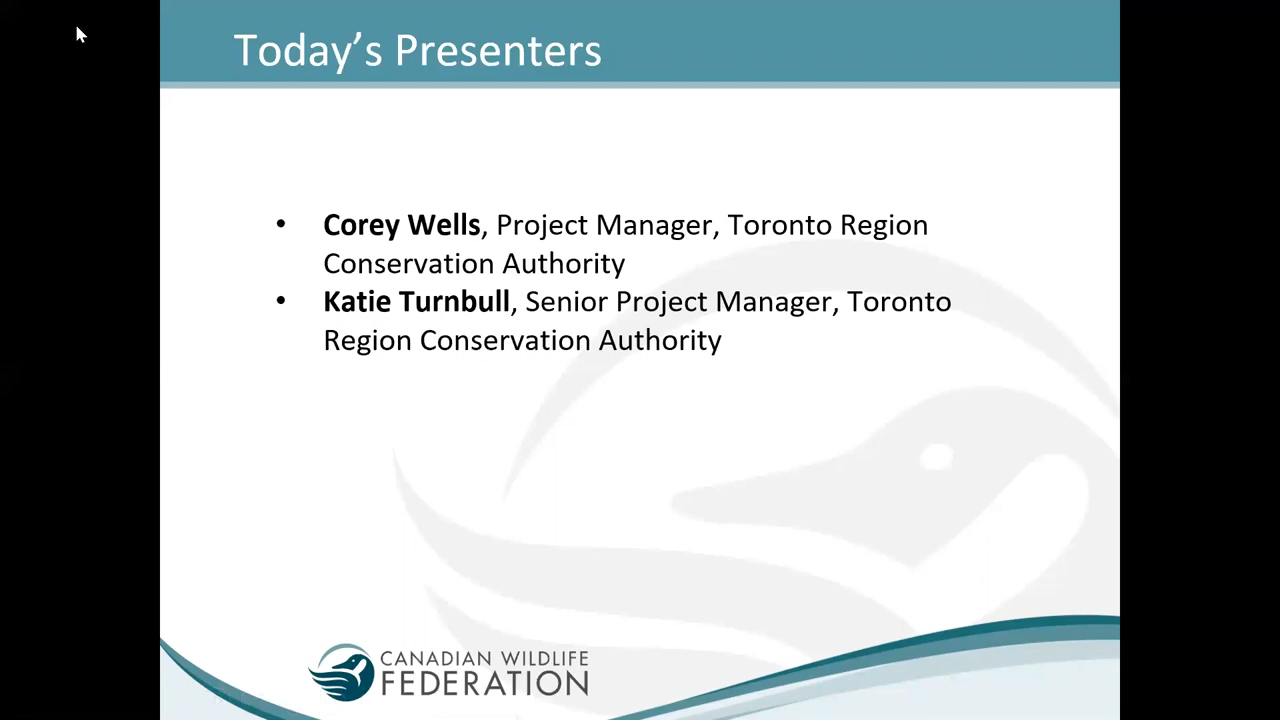 Today’s Presenters
• Corey Wells, Project Manager, Toronto Region
Conservation Authority
• Katie Turnbull, Senior Project Manager, Toronto
Region Conservation Authority
CANADIAN WILDLIFE
FEDERATION